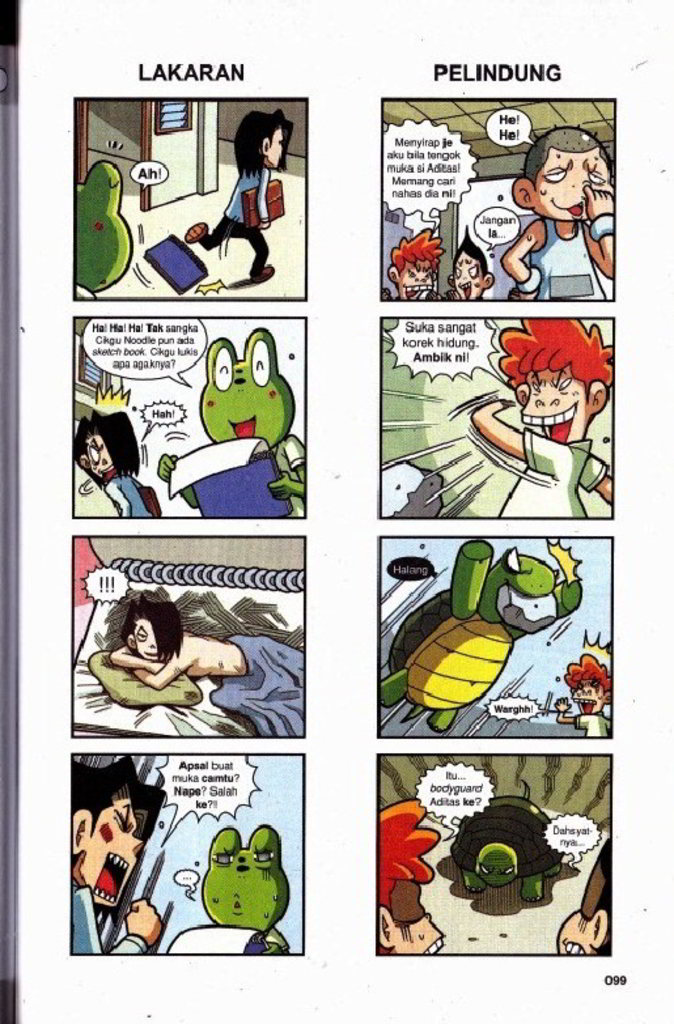 LAKARAN
Ah!
Ha! Ha! Ha! Tak sangka
Cikgu Noodle pun ada
sketch book. Cikgu lukis
apa agaknya?
Hah!
!!!
Apsal buat
muka camtu?
Nape? Salah
ke?!!
...
PELINDUNG
He!
He!
Menyirap je
aku bila tengok
muka si Aditas!
Memang cari
nahas dia ni!
Jangan
la...
Suka sangat
korek hidung.
Ambik ni!
Halang
Warghh!
Itu...
bodyguard
Aditas ke?
Dahsyat-
nya...
099